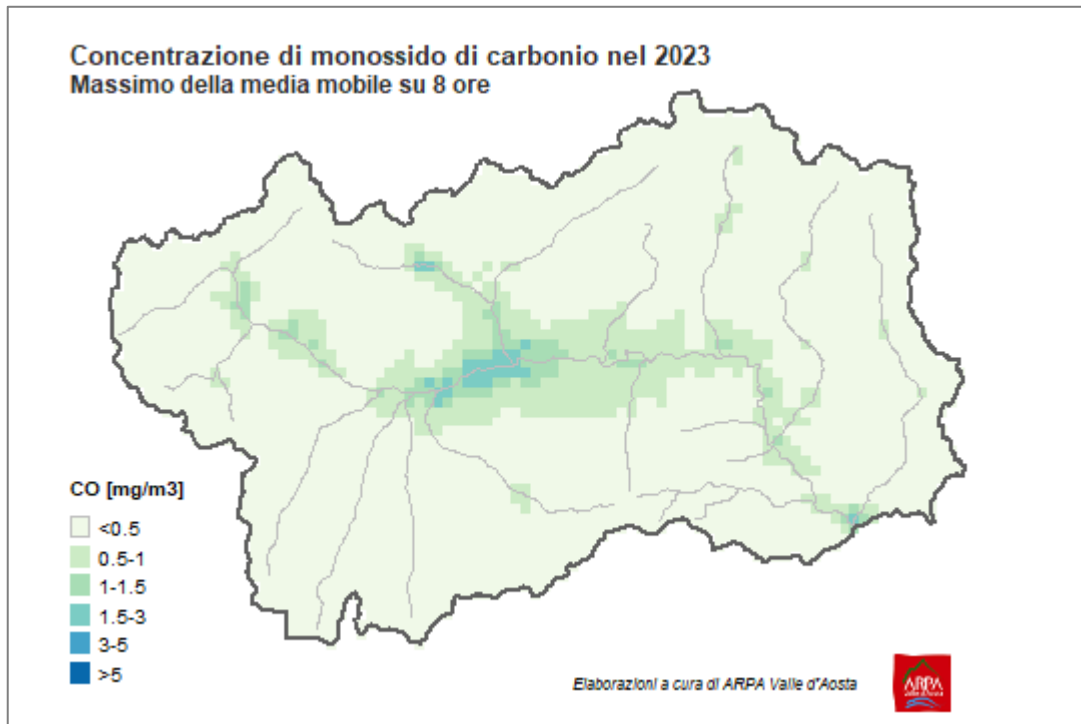 Concentrazione di monossido di carbonio nel 2023
Massimo della media mobile su 8 ore
CO [mg/m3]
<0.5
0.5-1
1-1.5
1.5-3
3-5
>5
Elaborazioni a cura di ARPA Valle d'Aosta
ARPA